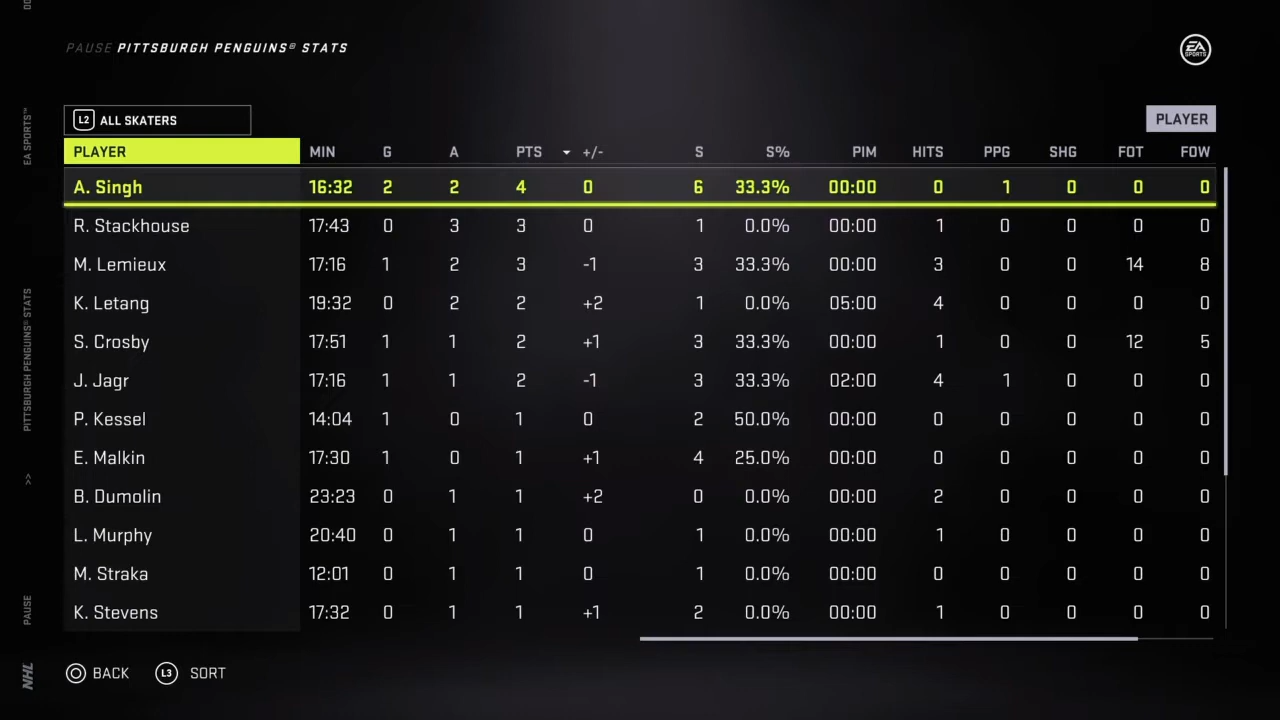 PAUSE PITTSBURGH PENGUINS® STATS
EA SPORTS
L2 ALL SKATERS
PLAYER
PLAYER MIN G A PTS +/- S S% PIM HITS PPG SHG FOT FOW
A. Singh 16:32 2 2 4 0 6 33.3% 00:00 0 1 0 0 0
R. Stackhouse 17:43 0 3 3 0 1 0.0% 00:00 1 0 0 0 0
M. Lemieux 17:16 1 2 3 -1 3 33.3% 00:00 3 0 0 14 8
K. Letang 19:32 0 2 2 +2 1 0.0% 05:00 4 0 0 0 0
S. Crosby 17:51 1 1 2 +1 3 33.3% 00:00 1 0 0 12 5
J. Jagr 17:16 1 1 2 -1 3 33.3% 02:00 4 1 0 0 0
P. Kessel 14:04 1 0 1 0 2 50.0% 00:00 0 0 0 0 0
E. Malkin 17:30 1 0 1 +1 4 25.0% 00:00 0 0 0 0 0
B. Dumolin 23:23 0 1 1 +2 0 0.0% 00:00 2 0 0 0 0
L. Murphy 20:40 0 1 1 0 1 0.0% 00:00 1 0 0 0 0
M. Straka 12:01 0 1 1 0 1 0.0% 00:00 0 0 0 0 0
K. Stevens 17:32 0 1 1 +1 2 0.0% 00:00 1 0 0 0 0
BACK L3 SORT
NHL PAUSE >> PITTSBURGH PENGUINS® STATS EA SPORTS™